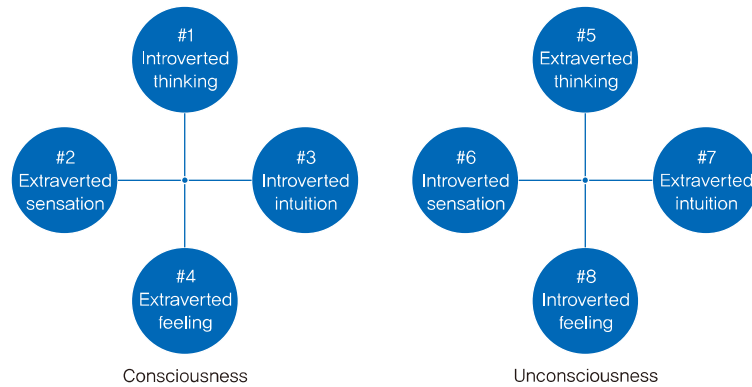 #1
Introverted
thinking
#2
Extraverted
sensation
#3
Introverted
intuition
#4
Extraverted
feeling
Consciousness
#5
Extraverted
thinking
#6
Introverted
sensation
#7
Extraverted
intuition
#8
Introverted
feeling
Unconsciousness